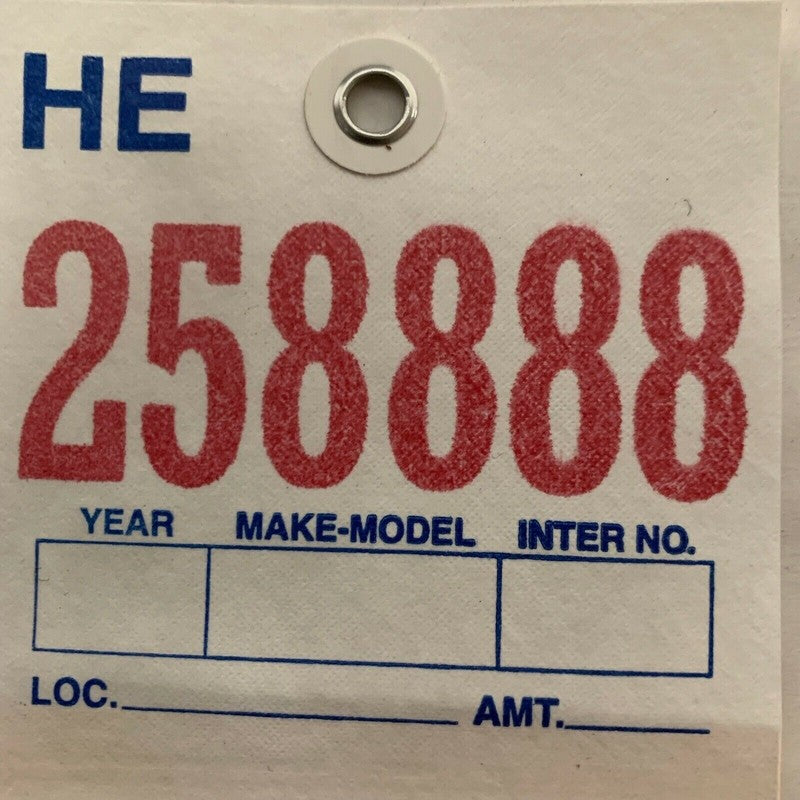 HE
258888
YEAR MAKE-MODEL INTER NO.
LOC. AMT.